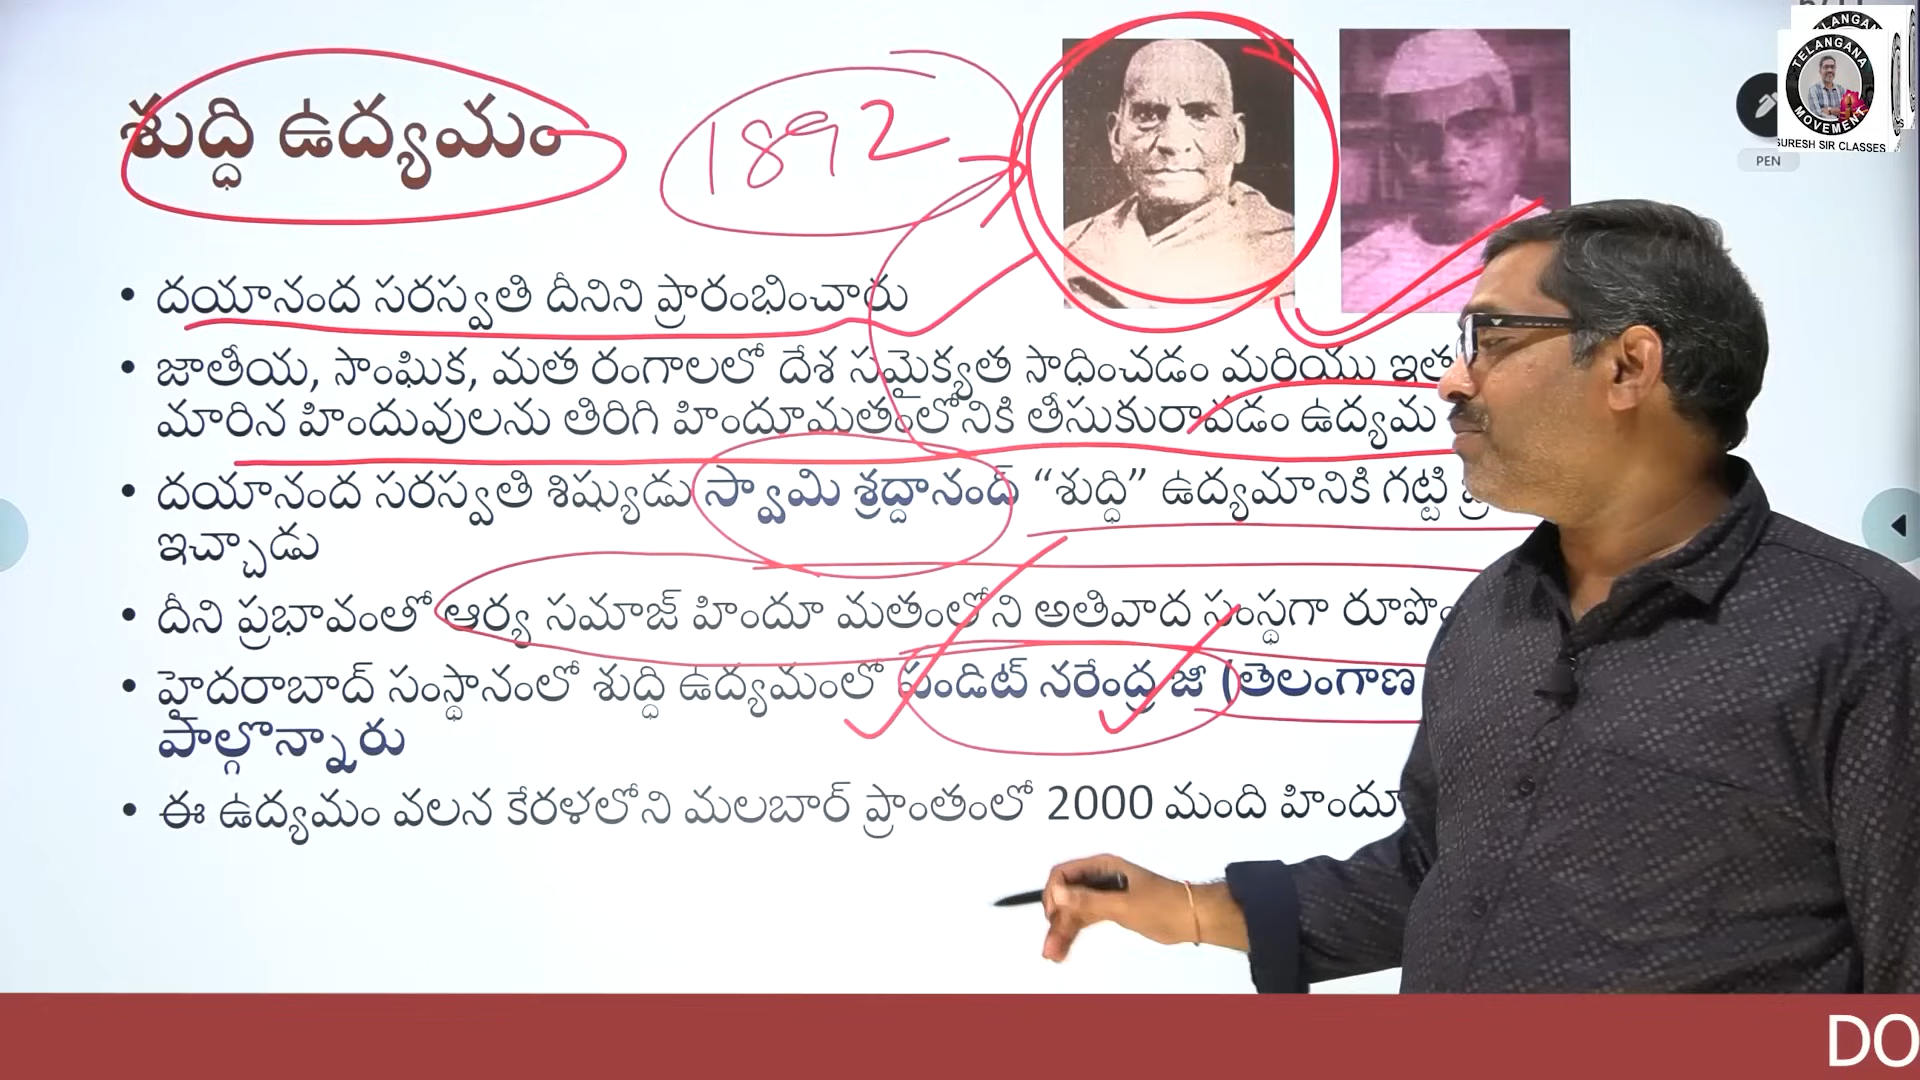 శుద్ధి ఉద్యమం
1892
TELANGANA
MOVEMENT
SURESH SIR CLASSES
PEN
• దయానంద సరస్వతి దీనిని ప్రారంభించారు
• జాతీయ, సాంఘిక, మత రంగాలలో దేశ సమైక్యత సాధించడం మరియు ఇత
మారిన హిందువులను తిరిగి హిందూమతంలోనికి తీసుకురావడం ఉద్యమ
• దయానంద సరస్వతి శిష్యుడు స్వామి శ్రద్దానంద్ “శుద్ధి” ఉద్యమానికి గట్టి
ఇచ్చాడు
• దీని ప్రభావంతో ఆర్య సమాజ్ హిందూ మతంలోని అతివాద సంస్థగా
• హైదరాబాద్ సంస్థానంలో శుద్ధి ఉద్యమంలో పండిట్ నరేంద్ర జీ (తెలంగాణ
పాల్గొన్నారు
• ఈ ఉద్యమం వలన కేరళలోని మలబార్ ప్రాంతంలో 2000 మంది హిందూ
DO